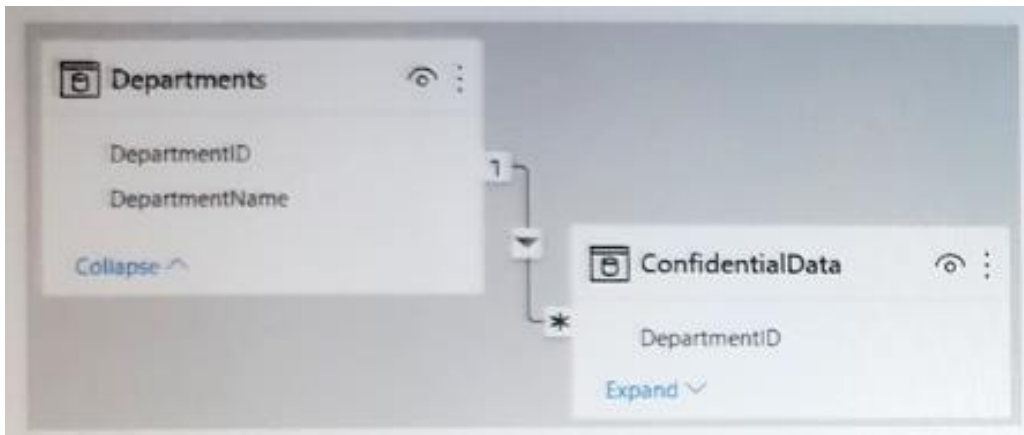 Departments
DepartmentID
DepartmentName
Collapse
1
*
ConfidentialData
DepartmentID
Expand